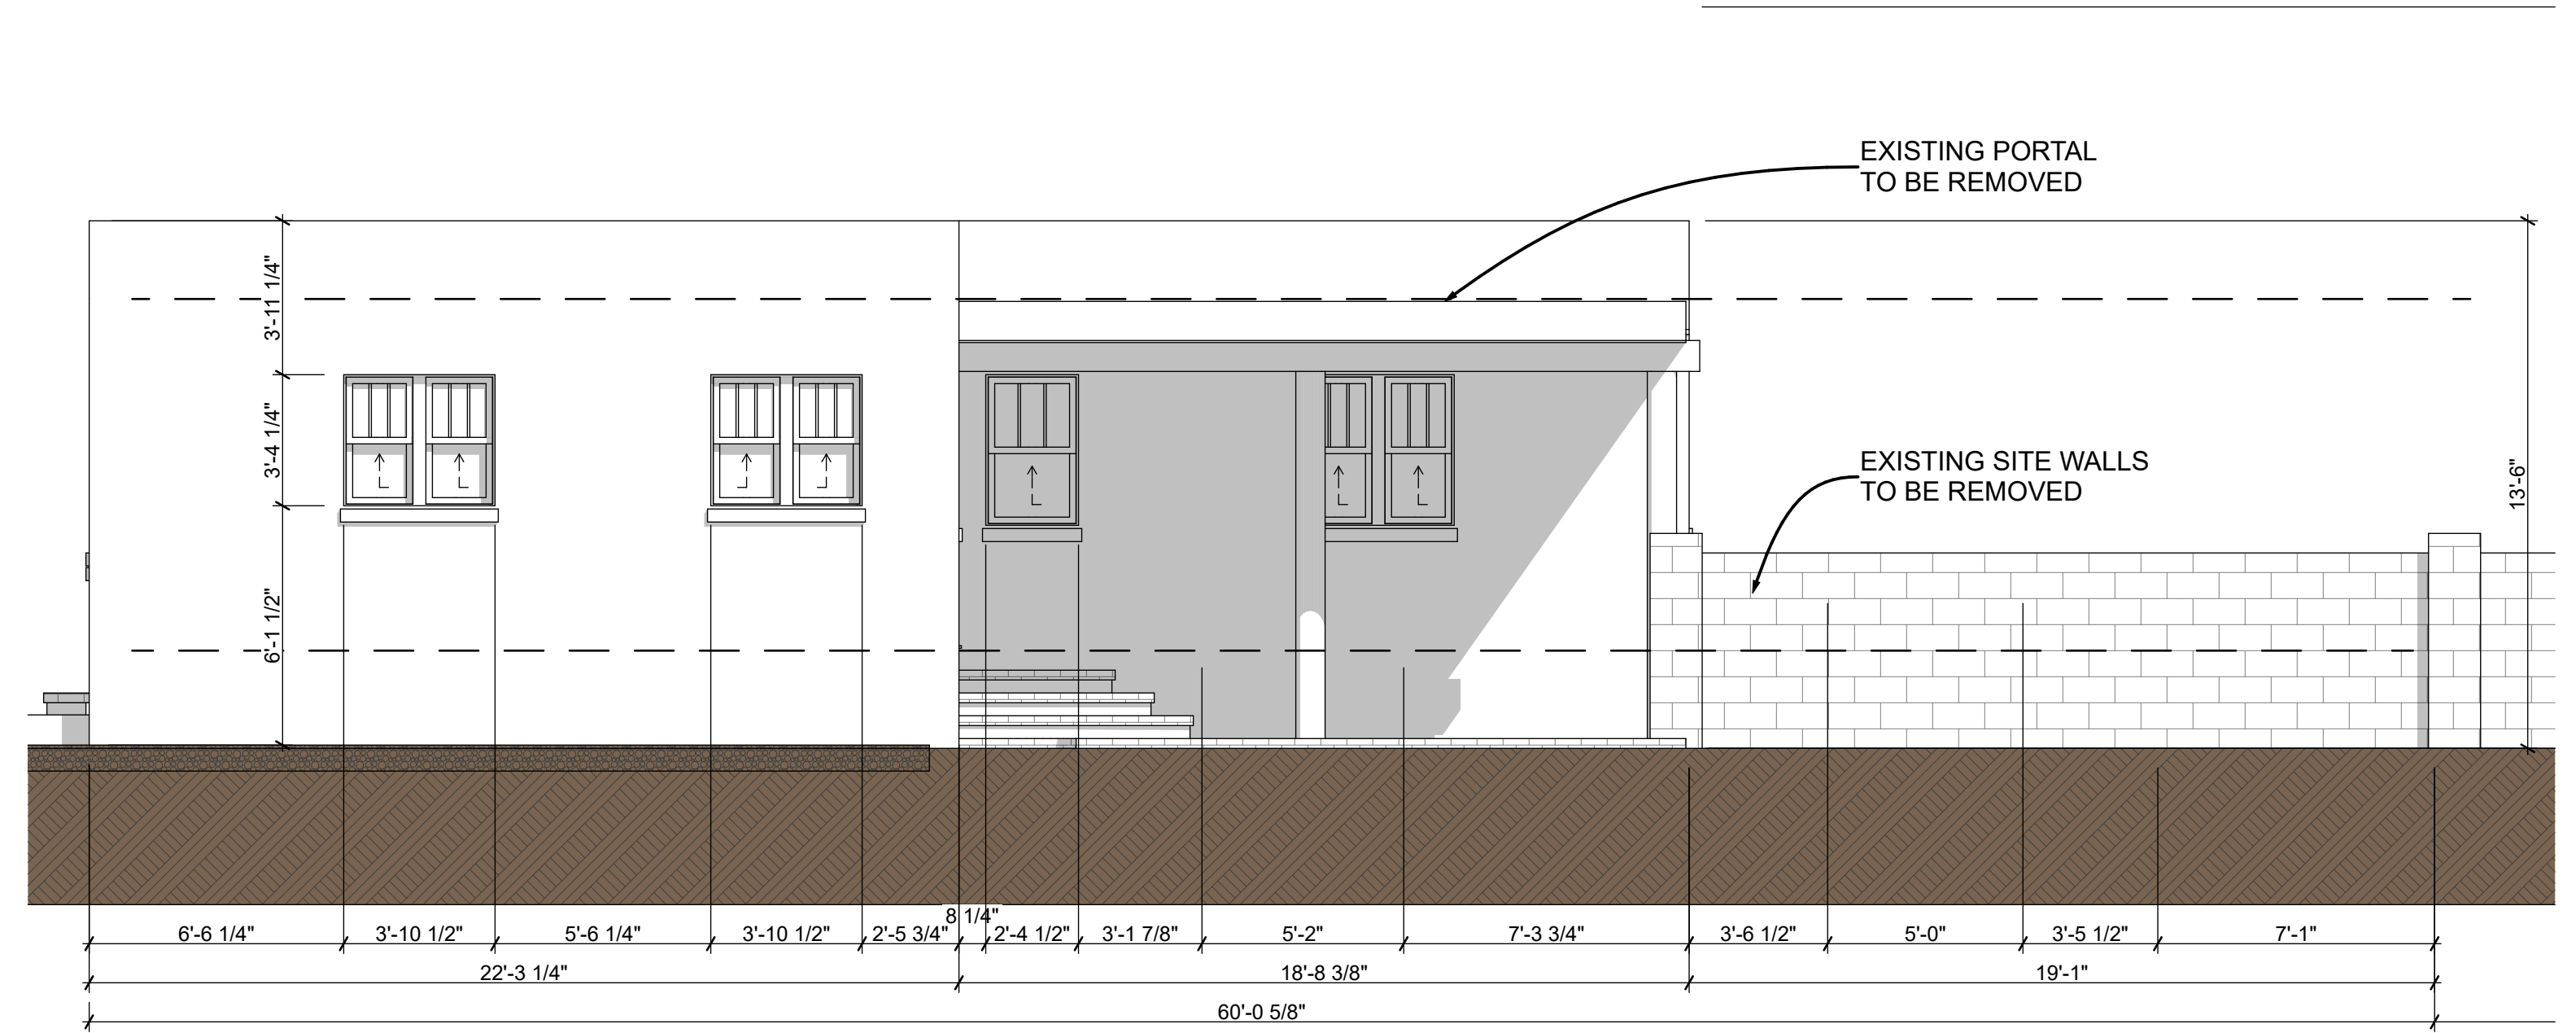 EXISTING PORTAL
TO BE REMOVED
3'-11 1/4"
3'-4 1/4"
6'-1 1/2"
EXISTING SITE WALLS
TO BE REMOVED
13'-6"
8 1/4"
6'-6 1/4" 3'-10 1/2" 5'-6 1/4" 3'-10 1/2" 2'-5 3/4" 2'-4 1/2" 3'-1 7/8" 5'-2" 7'-3 3/4" 3'-6 1/2" 5'-0" 3'-5 1/2" 7'-1"
22'-3 1/4" 18'-8 3/8" 19'-1"
60'-0 5/8"